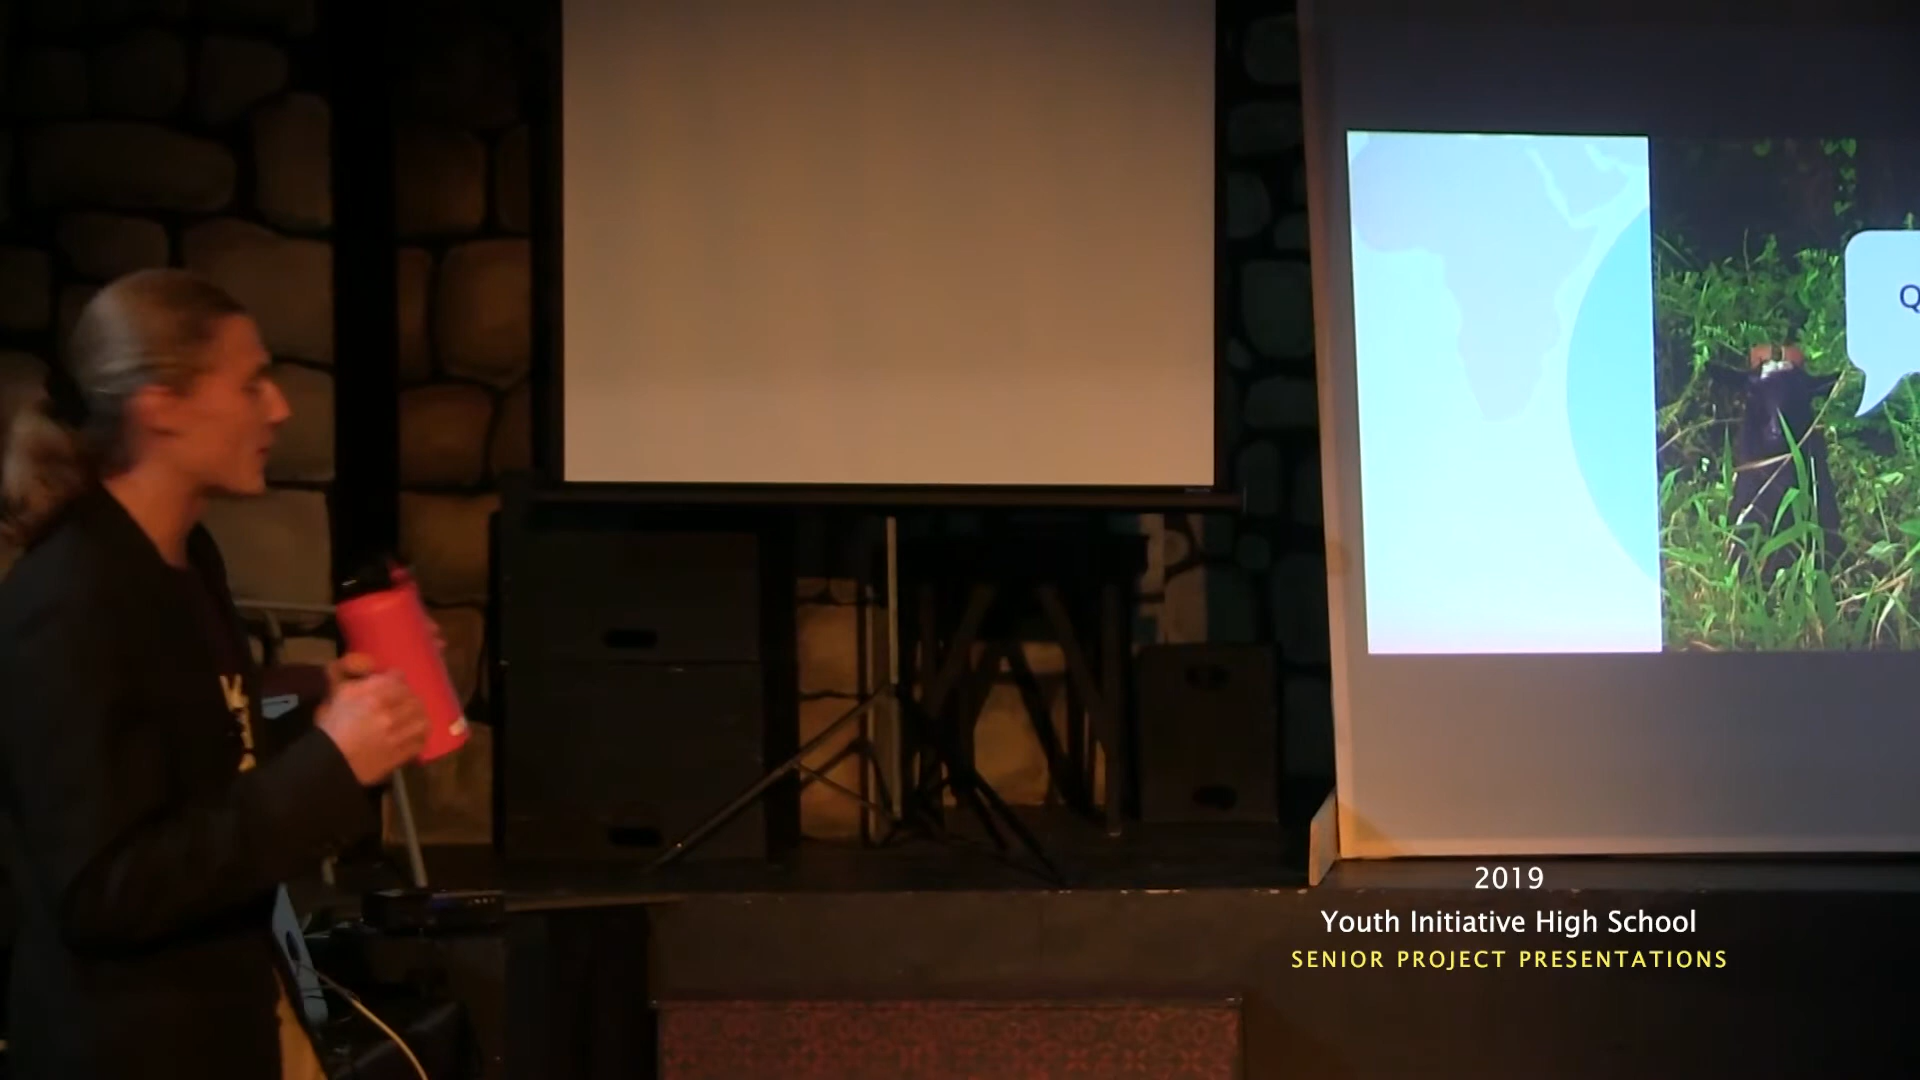 Q
2019
Youth Initiative High School
SENIOR PROJECT PRESENTATIONS